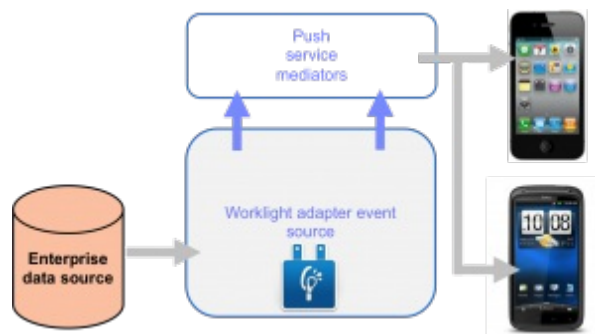 Push
service
mediators
Worklight adapter event
source
Enterprise
data source
10 08